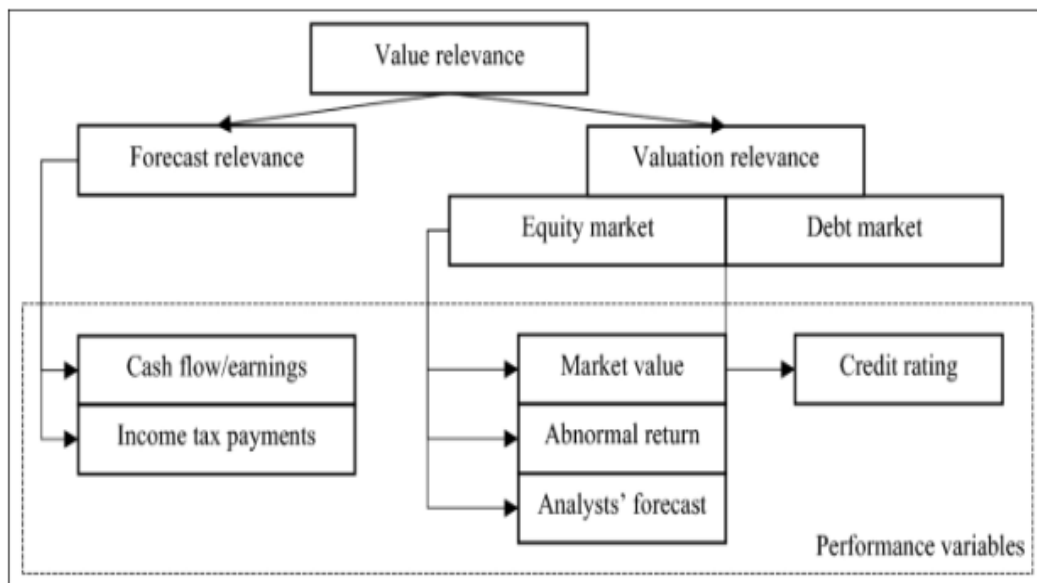 Value relevance
Forecast relevance
Valuation relevance
Equity market
Debt market
Cash flow/earnings
Market value
Credit rating
Income tax payments
Abnormal return
Analysts' forecast
Performance variables